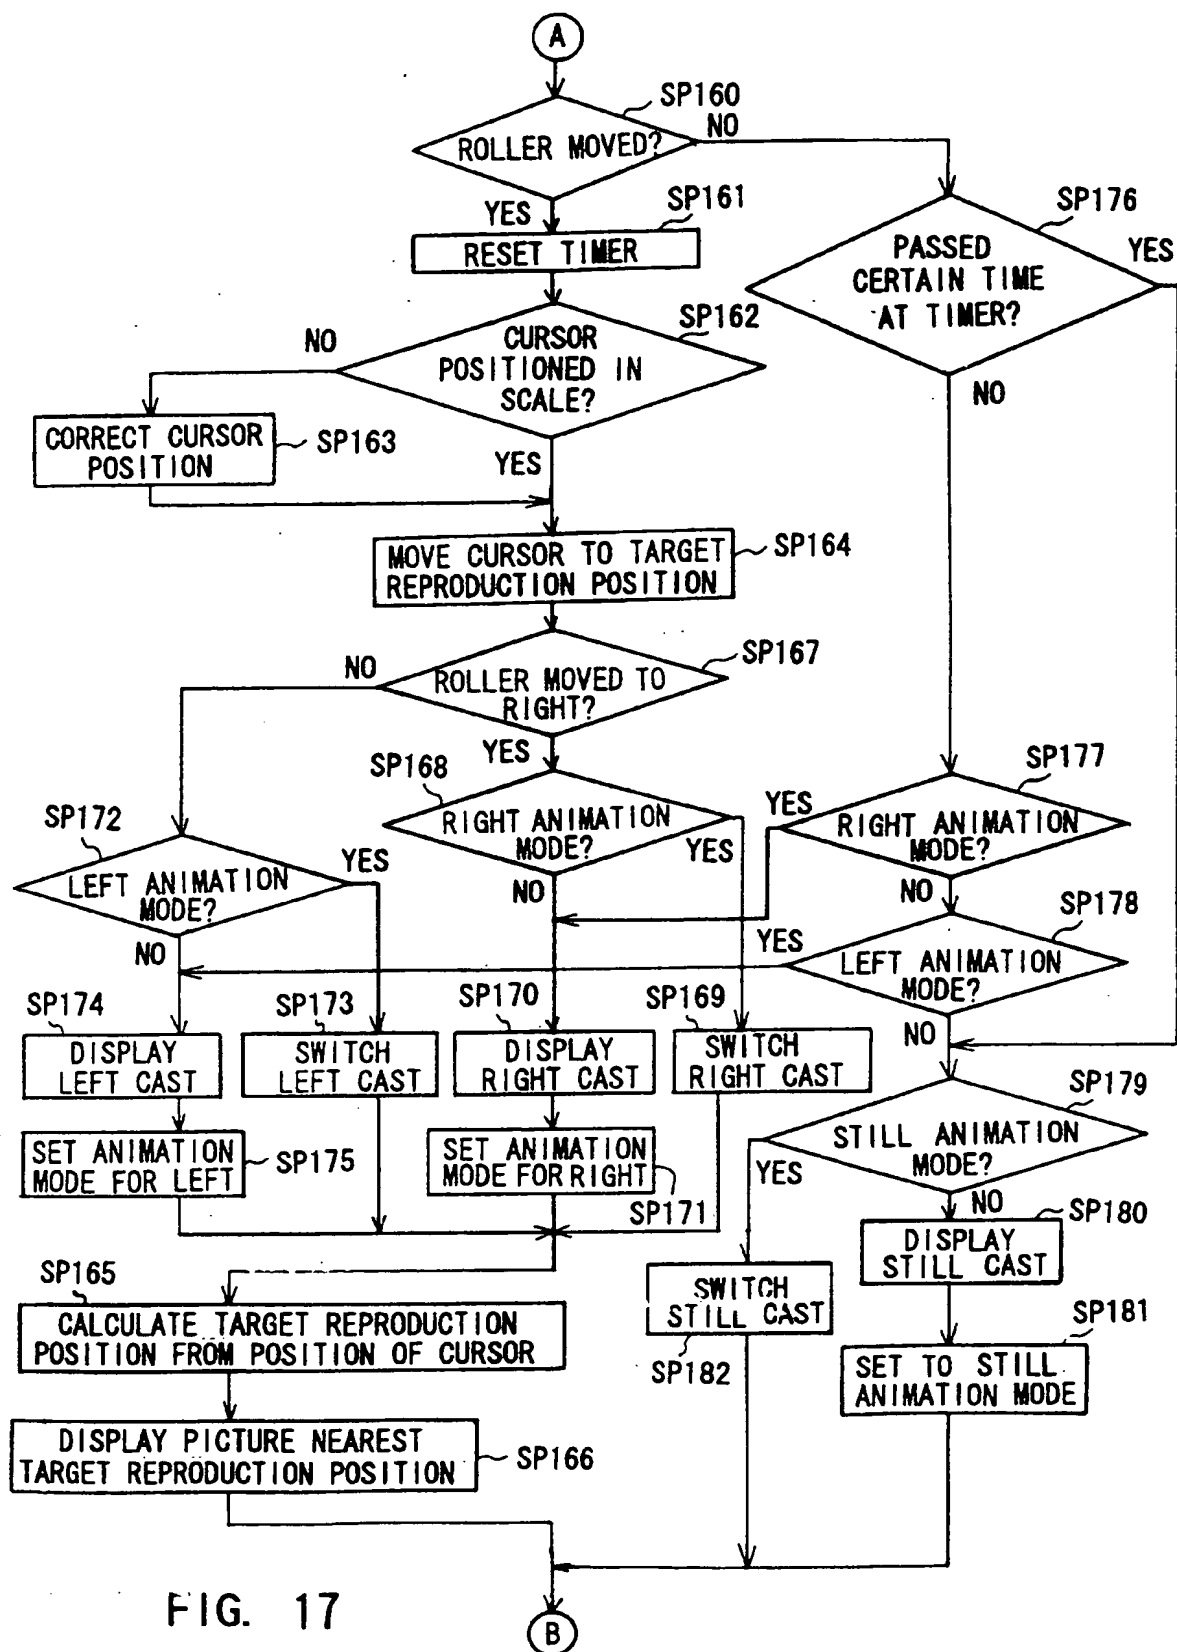 A
SP160
ROLLER MOVED?
NO
YES
SP161
RESET TIMER
SP176
PASSED
CERTAIN TIME
AT TIMER?
YES
NO
SP162
CURSOR
POSITIONED IN
SCALE?
NO
YES
CORRECT CURSOR
POSITION
SP163
MOVE CURSOR TO TARGET
REPRODUCTION POSITION
SP164
SP167
ROLLER MOVED TO
RIGHT?
NO
YES
SP168
RIGHT ANIMATION
MODE?
YES
NO
SP177
RIGHT ANIMATION
MODE?
YES
NO
SP172
LEFT ANIMATION
MODE?
YES
NO
SP178
LEFT ANIMATION
MODE?
YES
NO
SP174
DISPLAY
LEFT CAST
SP173
SWITCH
LEFT CAST
SP170
DISPLAY
RIGHT CAST
SP169
SWITCH
RIGHT CAST
SET ANIMATION
MODE FOR LEFT
SP175
SET ANIMATION
MODE FOR RIGHT
SP171
SP179
STILL ANIMATION
MODE?
YES
NO
SP180
DISPLAY
STILL CAST
SP165
CALCULATE TARGET REPRODUCTION
POSITION FROM POSITION OF CURSOR
SWITCH
STILL CAST
SP182
SP181
SET TO STILL
ANIMATION MODE
DISPLAY PICTURE NEAREST
TARGET REPRODUCTION POSITION
SP166
FIG. 17
B